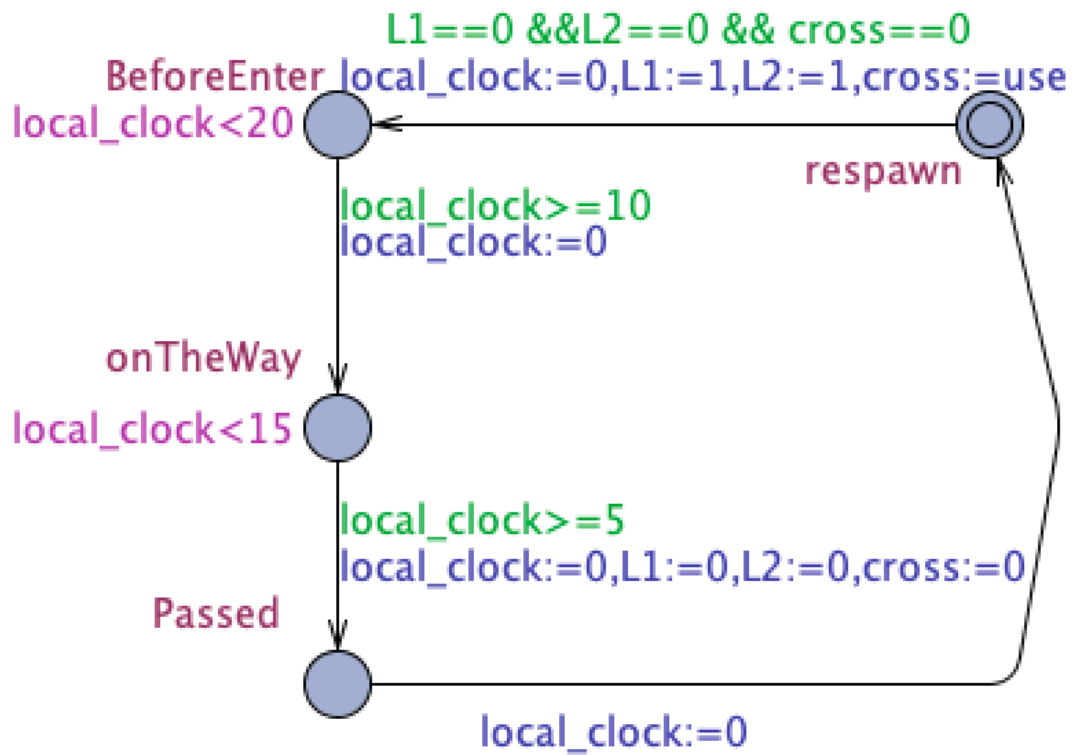 L1==0 &&L2==0 && cross==0
BeforeEnter local_clock:=0,L1:=1,L2:=1,cross:=use
local_clock<20
respawn
local_clock>=10
local_clock:=0
onTheWay
local_clock<15
local_clock>=5
local_clock:=0,L1:=0,L2:=0,cross:=0
Passed
local_clock:=0